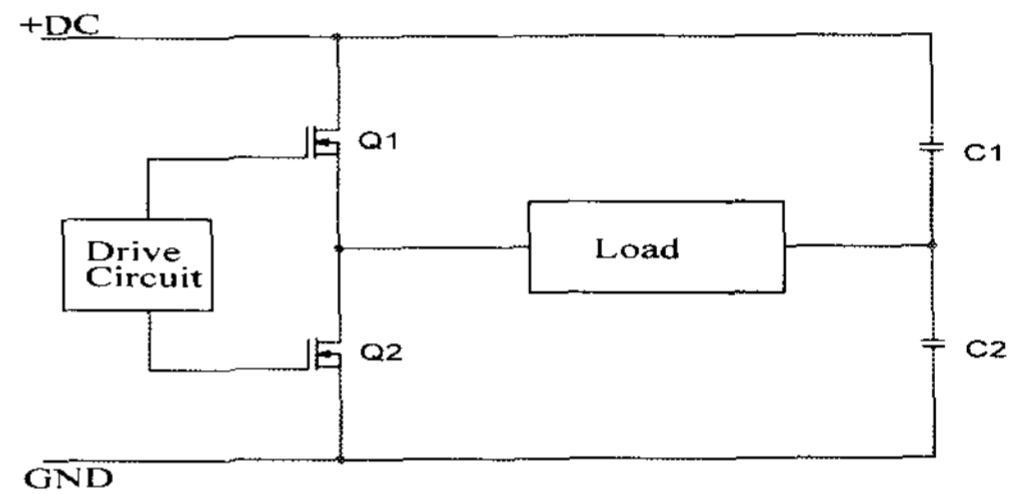 +DC
Q1
C1
Drive
Circuit
Load
Q2
C2
GND